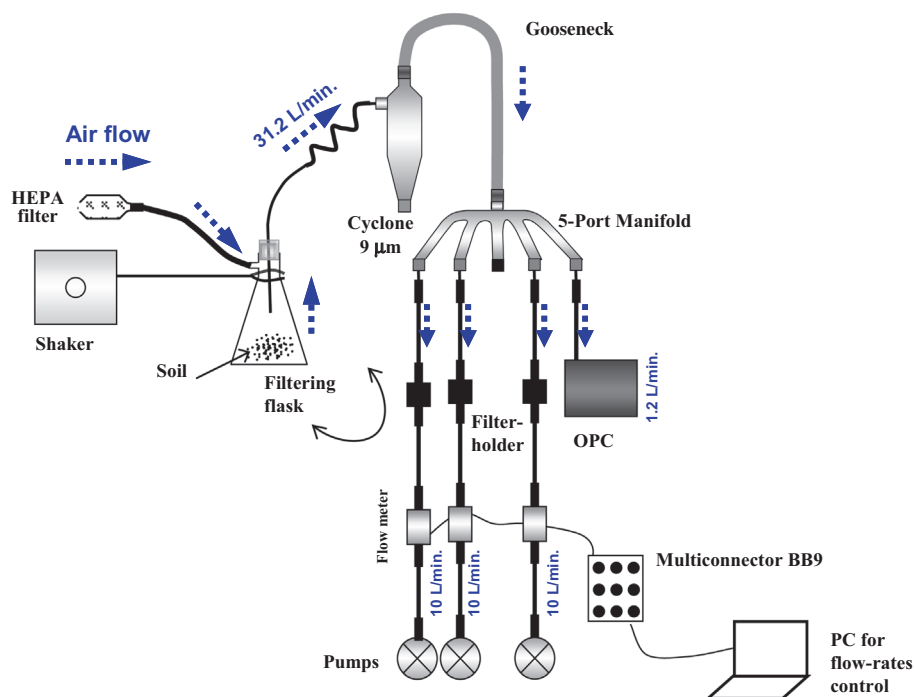 Gooseneck
31.2 L/min.
Air flow
HEPA
filter
Cyclone
9 µm
5-Port Manifold
Shaker
Soil
Filtering
flask
Filter-
holder
OPC
1.2 L/min.
Flow meter
10 L/min.
10 L/min.
10 L/min.
Multiconnector BB9
Pumps
PC for
flow-rates
control